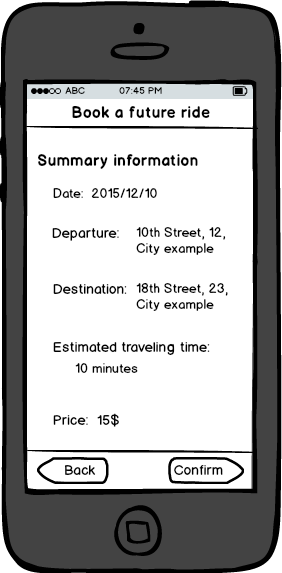 ABC 07:45 PM
Book a future ride
Summary information
Date: 2015/12/10
Departure: 10th Street, 12,
City example
Destination: 18th Street, 23,
City example
Estimated traveling time:
10 minutes
Price: 15$
Back Confirm